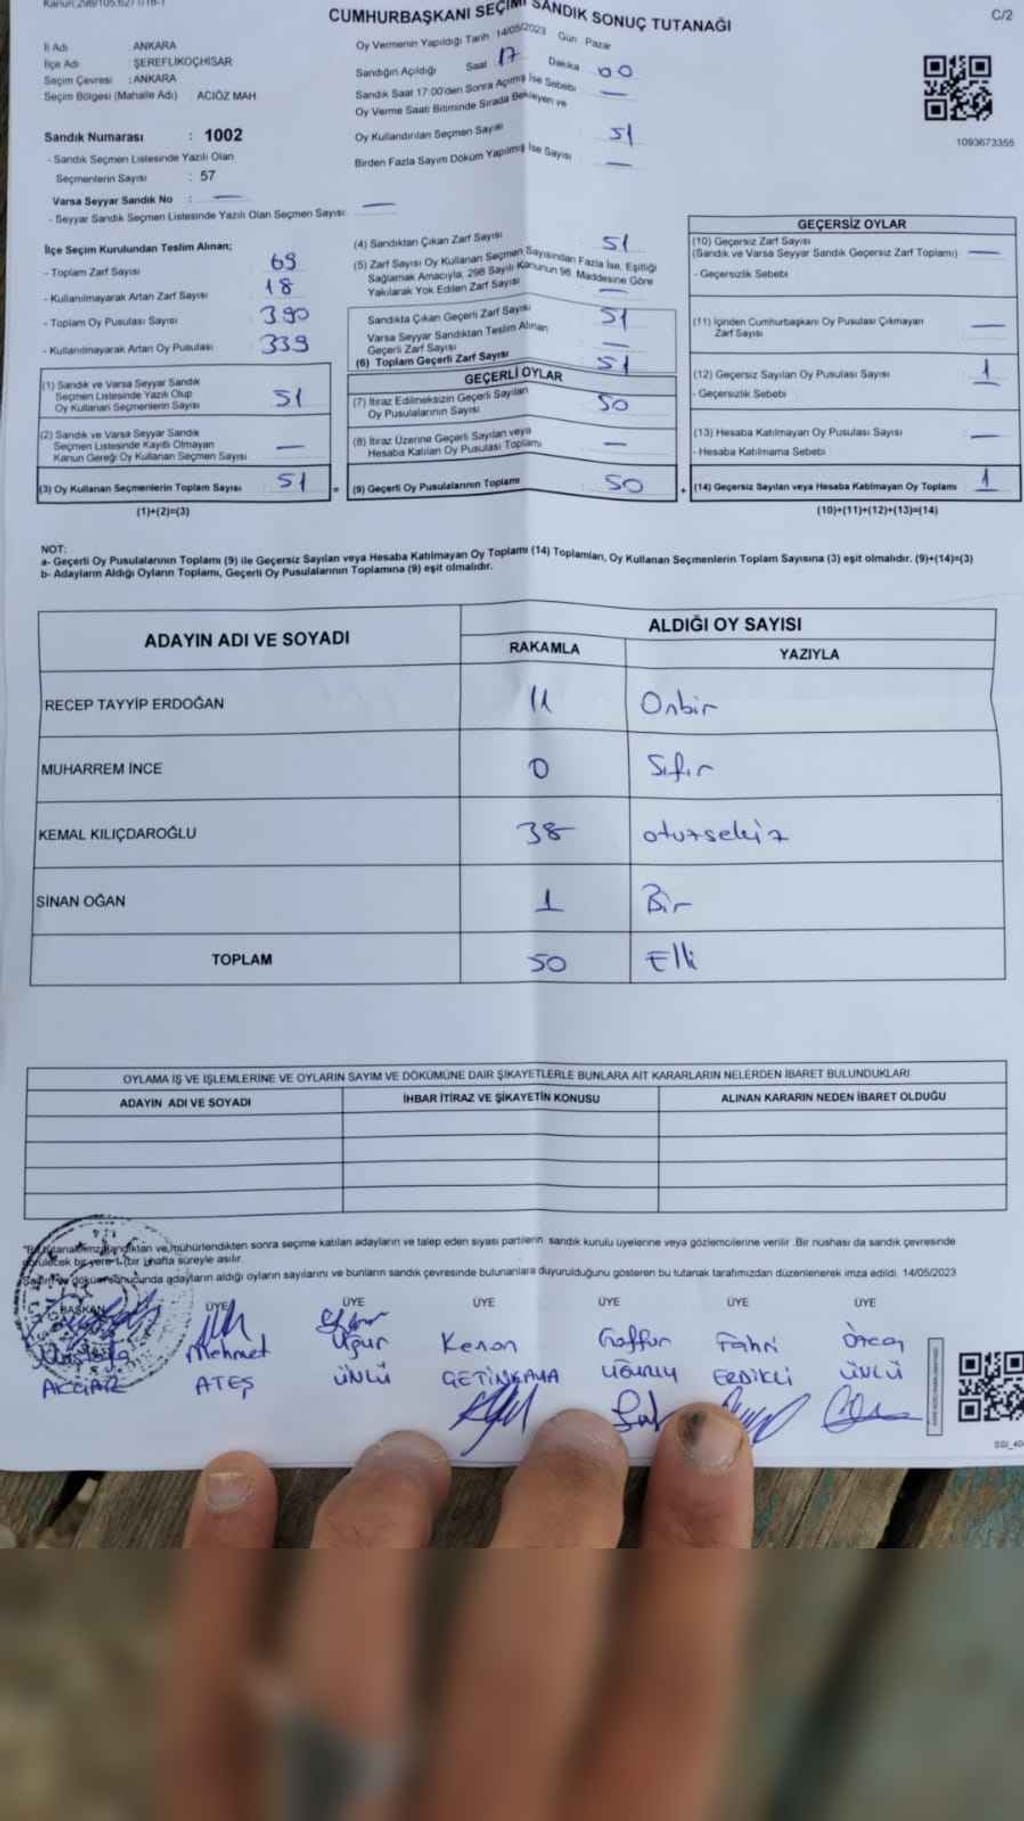 CUMHURBAŞKANI SEÇİMİ SANDIK SONUÇ TUTANAĞI
C/2
İl Adı ANKARA
İlçe Adı : ŞEREFLİKOÇHİSAR
Seçim Çevresi : ANKARA
Seçim Bölgesi (Mahalle Adı) ACIÖZ MAH
Sandık Numarası : 1002
- Sandık Seçmen Listesinde Yazılı Olan
Seçmenlerin Sayısı : 57
Varsa Seyyar Sandık No : —
- Seyyar Sandık Seçmen Listesinde Yazılı Olan Seçmen Sayısı: —
Oy Vermenin Yapıldığı Tarih 14/05/2023 Gün Pazar
Sandığın Açıldığı Saat 17 Dakika 00
Sandık Saat 17:00'den Sonra Açılmış İse Sebebi —
Oy Verme Saati Bitiminde Sırada Bekleyen ve
Oy Kullandırılan Seçmen Sayısı 51
Birden Fazla Sayım Döküm Yapılmış İse Sayısı —
1093673355
İlçe Seçim Kurulundan Teslim Alınan;
- Toplam Zarf Sayısı 69
- Kullanılmayarak Artan Zarf Sayısı 18
- Toplam Oy Pusulası Sayısı 390
- Kullanılmayarak Artan Oy Pusulası 339
(1) Sandık ve Varsa Seyyar Sandık
Seçmen Listesinde Yazılı Olup
Oy Kullanan Seçmenlerin Sayısı 51
(2) Sandık ve Varsa Seyyar Sandık
Seçmen Listesinde Kayıtlı Olmayan
Kanun Gereği Oy Kullanan Seçmen Sayısı —
(3) Oy Kullanan Seçmenlerin Toplam Sayısı 51
=
(1)+(2)=(3)
(4) Sandıktan Çıkan Zarf Sayısı 51
(5) Zarf Sayısı Oy Kullanan Seçmen Sayısından Fazla İse, Eşitliği
Sağlamak Amacıyla, 298 Sayılı Kanunun 98. Maddesine Göre
Yakılarak Yok Edilen Zarf Sayısı —
Sandıkta Çıkan Geçerli Zarf Sayısı 51
Varsa Seyyar Sandıktan Teslim Alınan
Geçerli Zarf Sayısı —
(6) Toplam Geçerli Zarf Sayısı 51
GEÇERLİ OYLAR
(7) İtiraz Edilmeksizin Geçerli Sayılan
Oy Pusulalarının Sayısı 50
(8) İtiraz Üzerine Geçerli Sayılan veya
Hesaba Katılan Oy Pusulası Toplamı —
(9) Geçerli Oy Pusulalarının Toplamı 50
+
GEÇERSİZ OYLAR
(10) Geçersiz Zarf Sayısı
(Sandık ve Varsa Seyyar Sandık Geçersiz Zarf Toplamı) —
- Geçersizlik Sebebi
(11) İçinden Cumhurbaşkanı Oy Pusulası Çıkmayan
Zarf Sayısı —
(12) Geçersiz Sayılan Oy Pusulası Sayısı 1
- Geçersizlik Sebebi
(13) Hesaba Katılmayan Oy Pusulası Sayısı —
- Hesaba Katılmama Sebebi
(14) Geçersiz Sayılan veya Hesaba Katılmayan Oy Toplamı 1
(10)+(11)+(12)+(13)=(14)
NOT:
a- Geçerli Oy Pusulalarının Toplamı (9) ile Geçersiz Sayılan veya Hesaba Katılmayan Oy Toplamı (14) Toplamları, Oy Kullanan Seçmenlerin Toplam Sayısına (3) eşit olmalıdır. (9)+(14)=(3)
b- Adayların Aldığı Oyların Toplamı, Geçerli Oy Pusulalarının Toplamına (9) eşit olmalıdır.
ADAYIN ADI VE SOYADI
ALDIĞI OY SAYISI
RAKAMLA YAZIYLA
RECEP TAYYİP ERDOĞAN 11 Onbir
MUHARREM İNCE 0 Sıfır
KEMAL KILIÇDAROĞLU 38 otuzsekiz
SİNAN OĞAN 1 Bir
TOPLAM 50 Elli
OYLAMA İŞ VE İŞLEMLERİNE VE OYLARIN SAYIM VE DÖKÜMÜNE DAİR ŞİKAYETLERLE BUNLARA AİT KARARLARIN NELERDEN İBARET BULUNDUKLARI
ADAYIN ADI VE SOYADI İHBAR İTİRAZ VE ŞİKAYETİN KONUSU ALINAN KARARIN NEDEN İBARET OLDUĞU
ve mühürlendikten sonra seçime katılan adayların ve talep eden siyasi partilerin sandık kurulu üyelerine veya gözlemcilerine verilir. Bir nüshası da sandık çevresinde
bir yere 1 (bir )hafta süreyle asılır.
sonucunda adayların aldığı oyların sayılarını ve bunların sandık çevresinde bulunanlara duyurulduğunu gösteren bu tutanak tarafımızdan düzenlenerek imza edildi. 14/05/2023
BAŞKAN ÜYE ÜYE ÜYE ÜYE ÜYE ÜYE
Mehmet Uğur Kenan Gaffur Fahri
ATEŞ ÜNLÜ ÇETİNKAYA UĞURLU ERDİKLİ ÜNLÜ